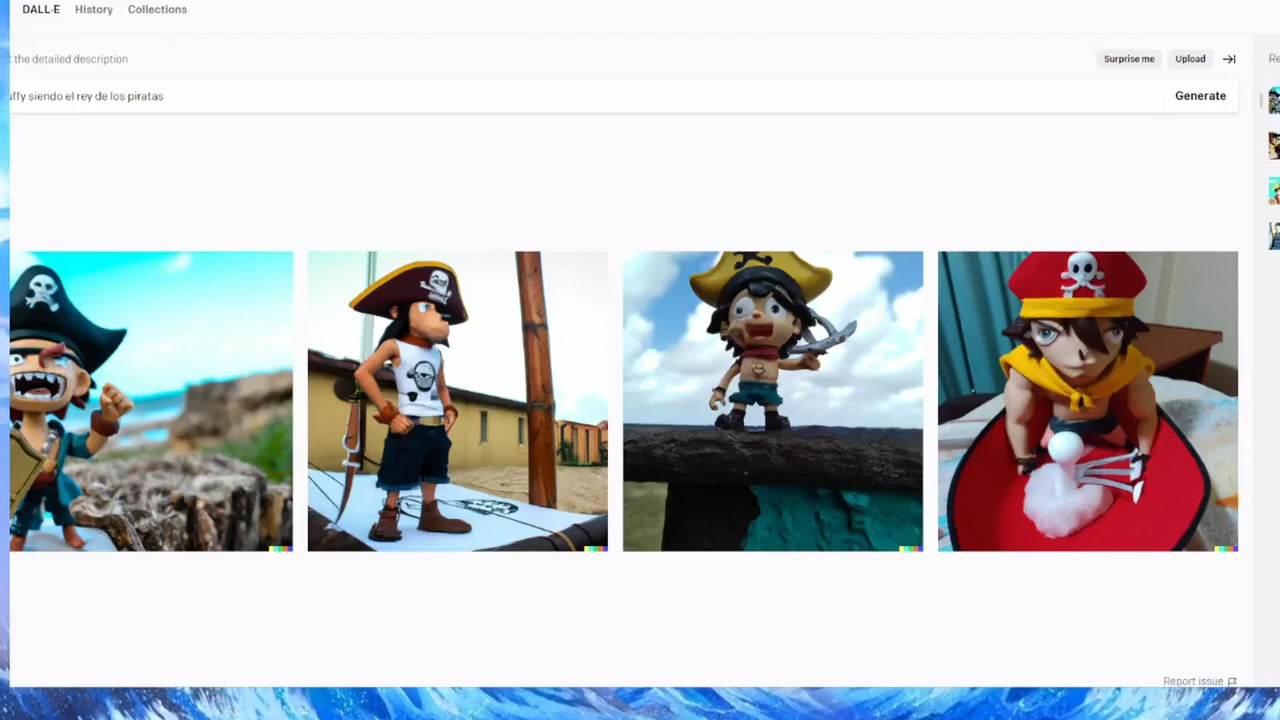 DALL·E History Collections
the detailed description
Surprise me
Upload
uffy siendo el rey de los piratas
Generate
Report issue